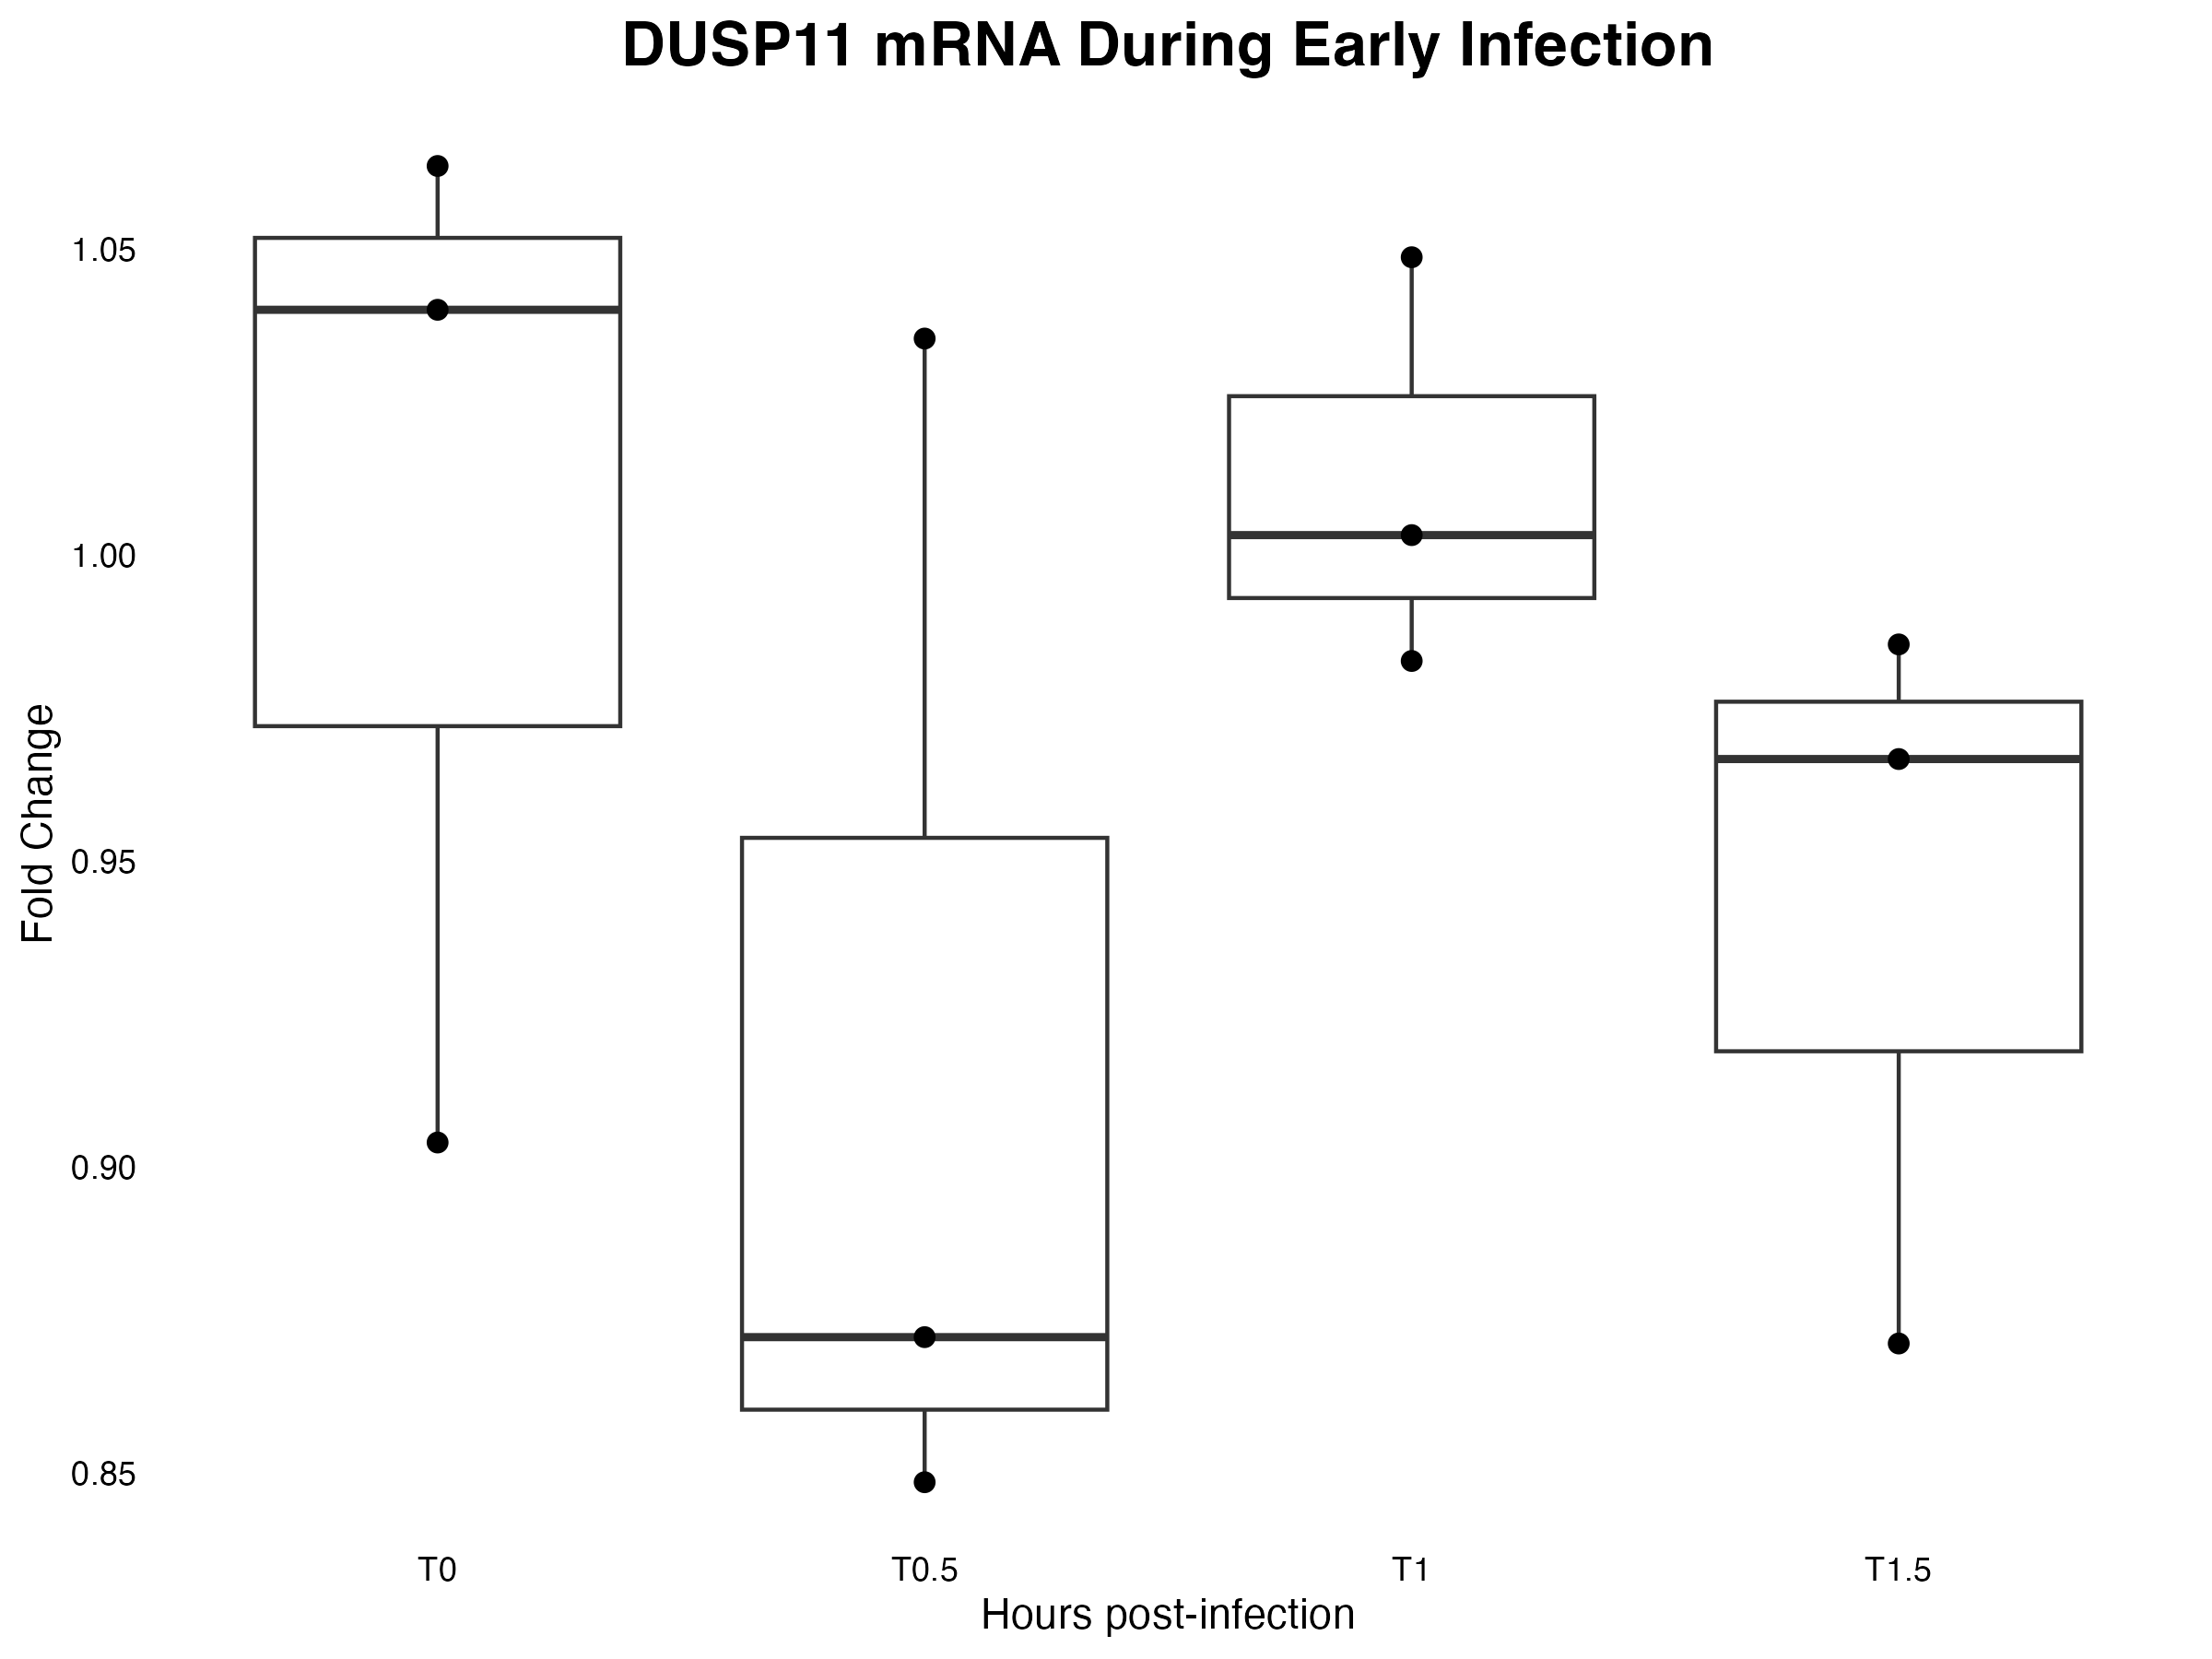 DUSP11 mRNA During Early Infection
Fold Change
1.05
1.00
0.95
0.90
0.85
T0 T0.5 T1 T1.5
Hours post-infection